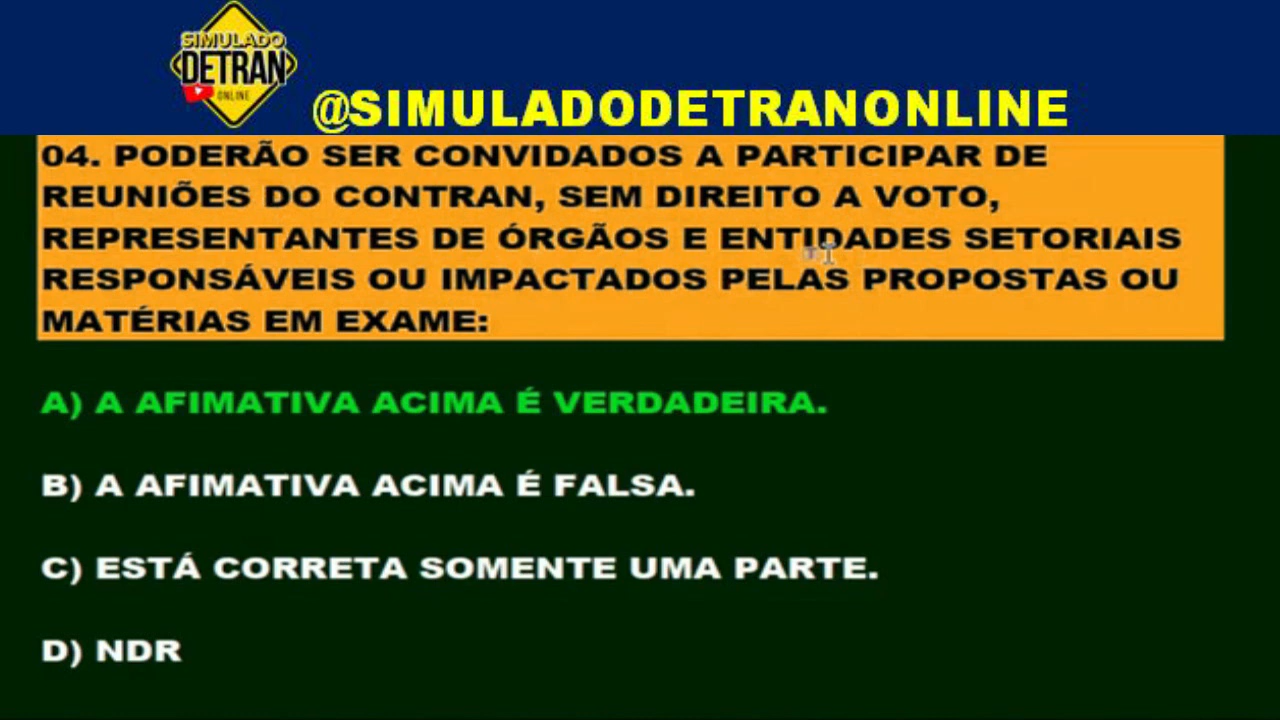 SIMULADO
DETRAN
ONLINE
@SIMULADODETRANONLINE
04. PODERÃO SER CONVIDADOS A PARTICIPAR DE
REUNIÕES DO CONTRAN, SEM DIREITO A VOTO,
REPRESENTANTES DE ÓRGÃOS E ENTIDADES SETORIAIS
RESPONSÁVEIS OU IMPACTADOS PELAS PROPOSTAS OU
MATÉRIAS EM EXAME:
A) A AFIMATIVA ACIMA É VERDADEIRA.
B) A AFIMATIVA ACIMA É FALSA.
C) ESTÁ CORRETA SOMENTE UMA PARTE.
D) NDR